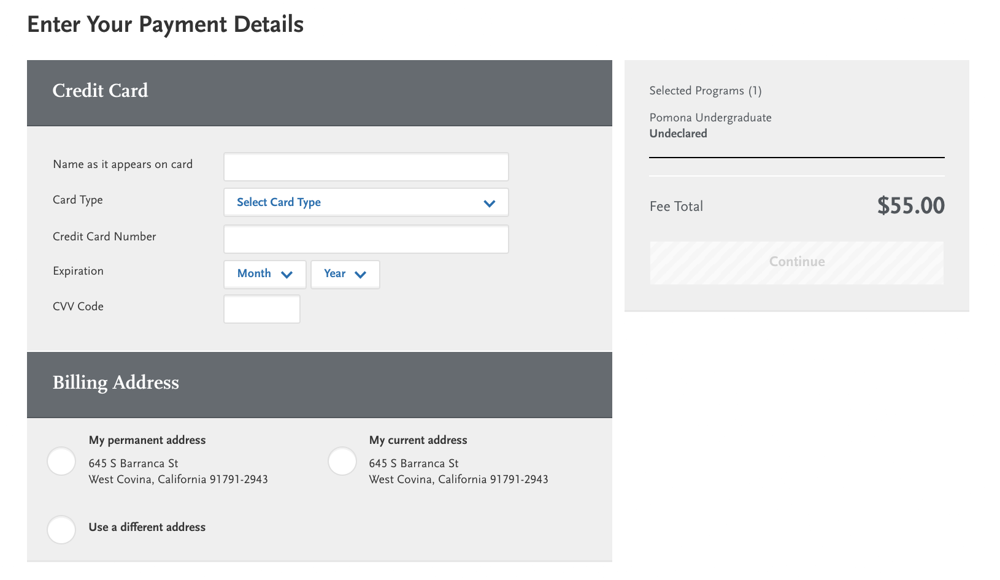 Enter Your Payment Details
Credit Card
Name as it appears on card
Card Type
Select Card Type
Credit Card Number
Expiration
Month
Year
CVV Code
Billing Address
My permanent address
645 S Barranca St
West Covina, California 91791-2943
My current address
645 S Barranca St
West Covina, California 91791-2943
Use a different address
Selected Programs (1)
Pomona Undergraduate
Undeclared
Fee Total
$55.00
Continue